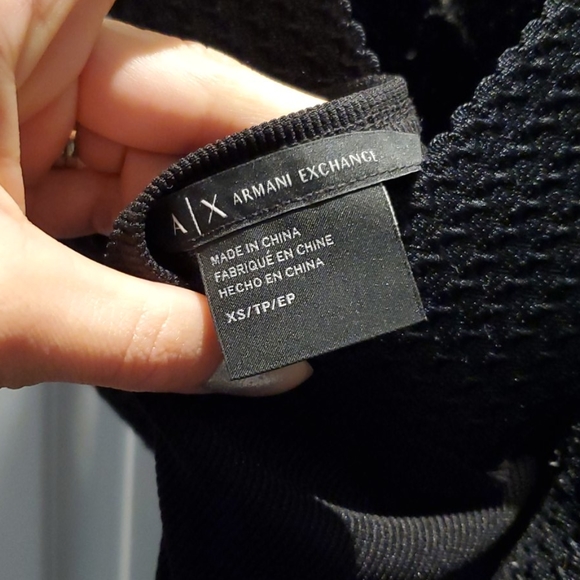 A|X ARMANI EXCHANGE
MADE IN CHINA
FABRIQUÉ EN CHINE
HECHO EN CHINA
XS/TP/EP